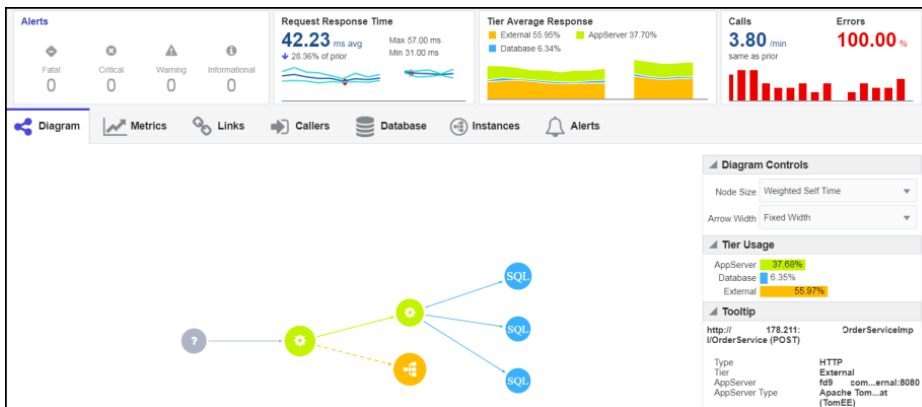 Alerts
Fatal
0
Critical
0
Warning
0
Informational
0
Request Response Time
42.23 ms avg
28.36% of prior
Max 57.00 ms
Min 31.00 ms
Tier Average Response
External 55.95%
AppServer 37.70%
Database 6.34%
Calls
3.80 /min
same as prior
Errors
100.00 %
Diagram
Metrics
Links
Callers
Database
Instances
Alerts
?
SQL
SQL
SQL
Diagram Controls
Node Size Weighted Self Time
Arrow Width Fixed Width
Tier Usage
AppServer 37.68%
Database 6.35%
External 55.97%
Tooltip
http:// 178.211: OrderServiceImp
l/OrderService (POST)
Type HTTP
Tier External
AppServer fd9 com...ernal:8080
AppServer Type Apache Tom...at
(TomEE)